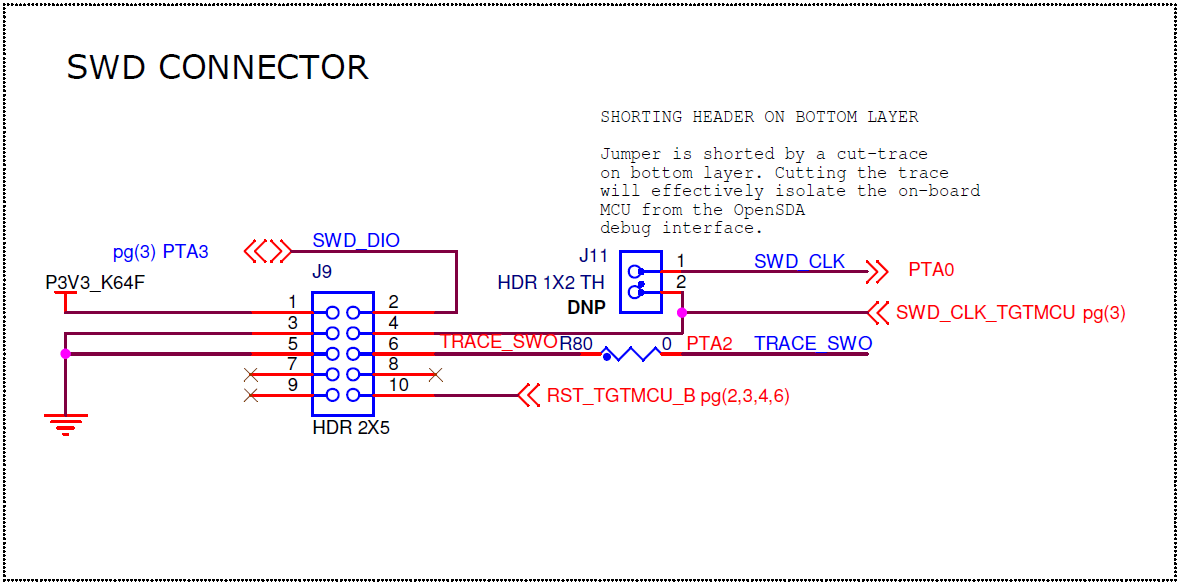 SWD CONNECTOR
SHORTING HEADER ON BOTTOM LAYER
Jumper is shorted by a cut-trace
on bottom layer. Cutting the trace
will effectively isolate the on-board
MCU from the OpenSDA
debug interface.
pg(3) PTA3
SWD_DIO
P3V3_K64F
J9
1 2
3 4
5 6
7 8
9 10
HDR 2X5
J11
HDR 1X2 TH
DNP
1
2
SWD_CLK
PTA0
SWD_CLK_TGTMCU pg(3)
TRACE_SWO R80 0 PTA2 TRACE_SWO
RST_TGTMCU_B pg(2,3,4,6)